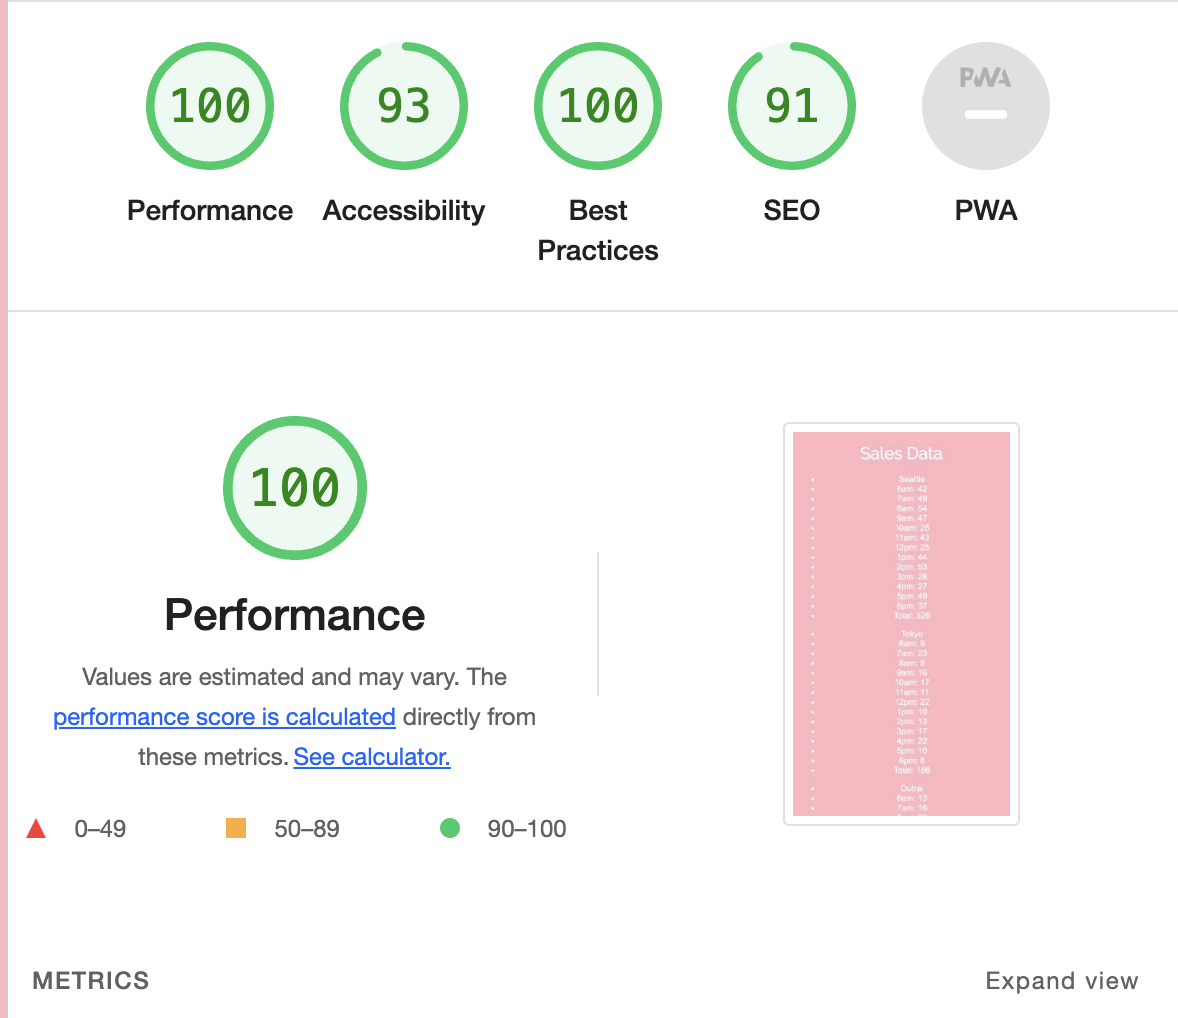 100
93
100
91
PWA
Performance
Accessibility
Best
Practices
SEO
PWA
100
Performance
Values are estimated and may vary. The
performance score is calculated directly from
these metrics. See calculator.
0–49
50–89
90–100
Sales Data
Seattle
6am: 42
7am: 49
8am: 54
9am: 47
10am: 25
11am: 43
12pm: 25
1pm: 44
2pm: 53
3pm: 28
4pm: 27
5pm: 49
6pm: 37
Total: 526
Tokyo
6am: 9
7am: 23
8am: 8
9am: 16
10am: 17
11am: 11
12pm: 22
1pm: 10
2pm: 13
3pm: 17
4pm: 22
5pm: 10
6pm: 8
Total: 186
Dubai
6am: 13
7am: 16
METRICS
Expand view